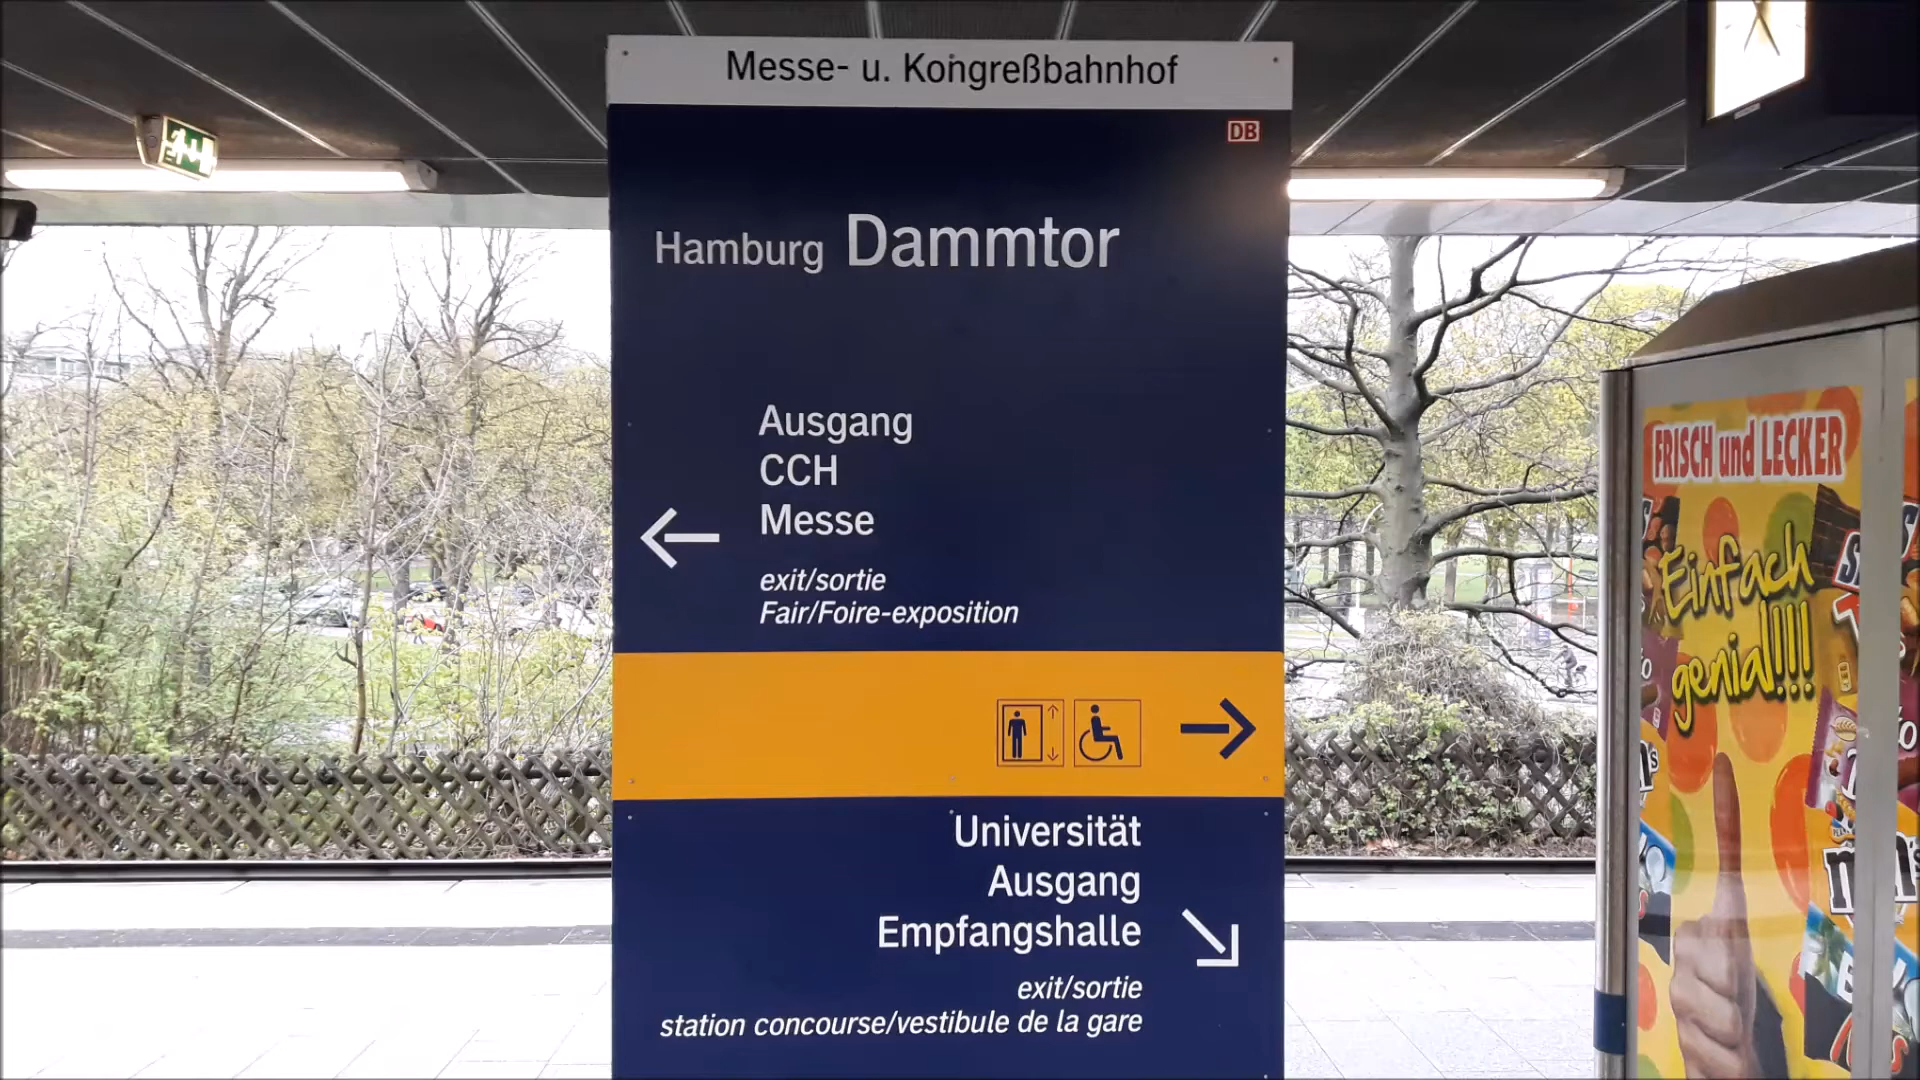 Messe- u. Kongreßbahnhof
DB
Hamburg Dammtor
Ausgang
CCH
Messe
exit/sortie
Fair/Foire-exposition
Universität
Ausgang
Empfangshalle
exit/sortie
station concourse/vestibule de la gare
FRISCH und LECKER
Einfach
genial!!!!